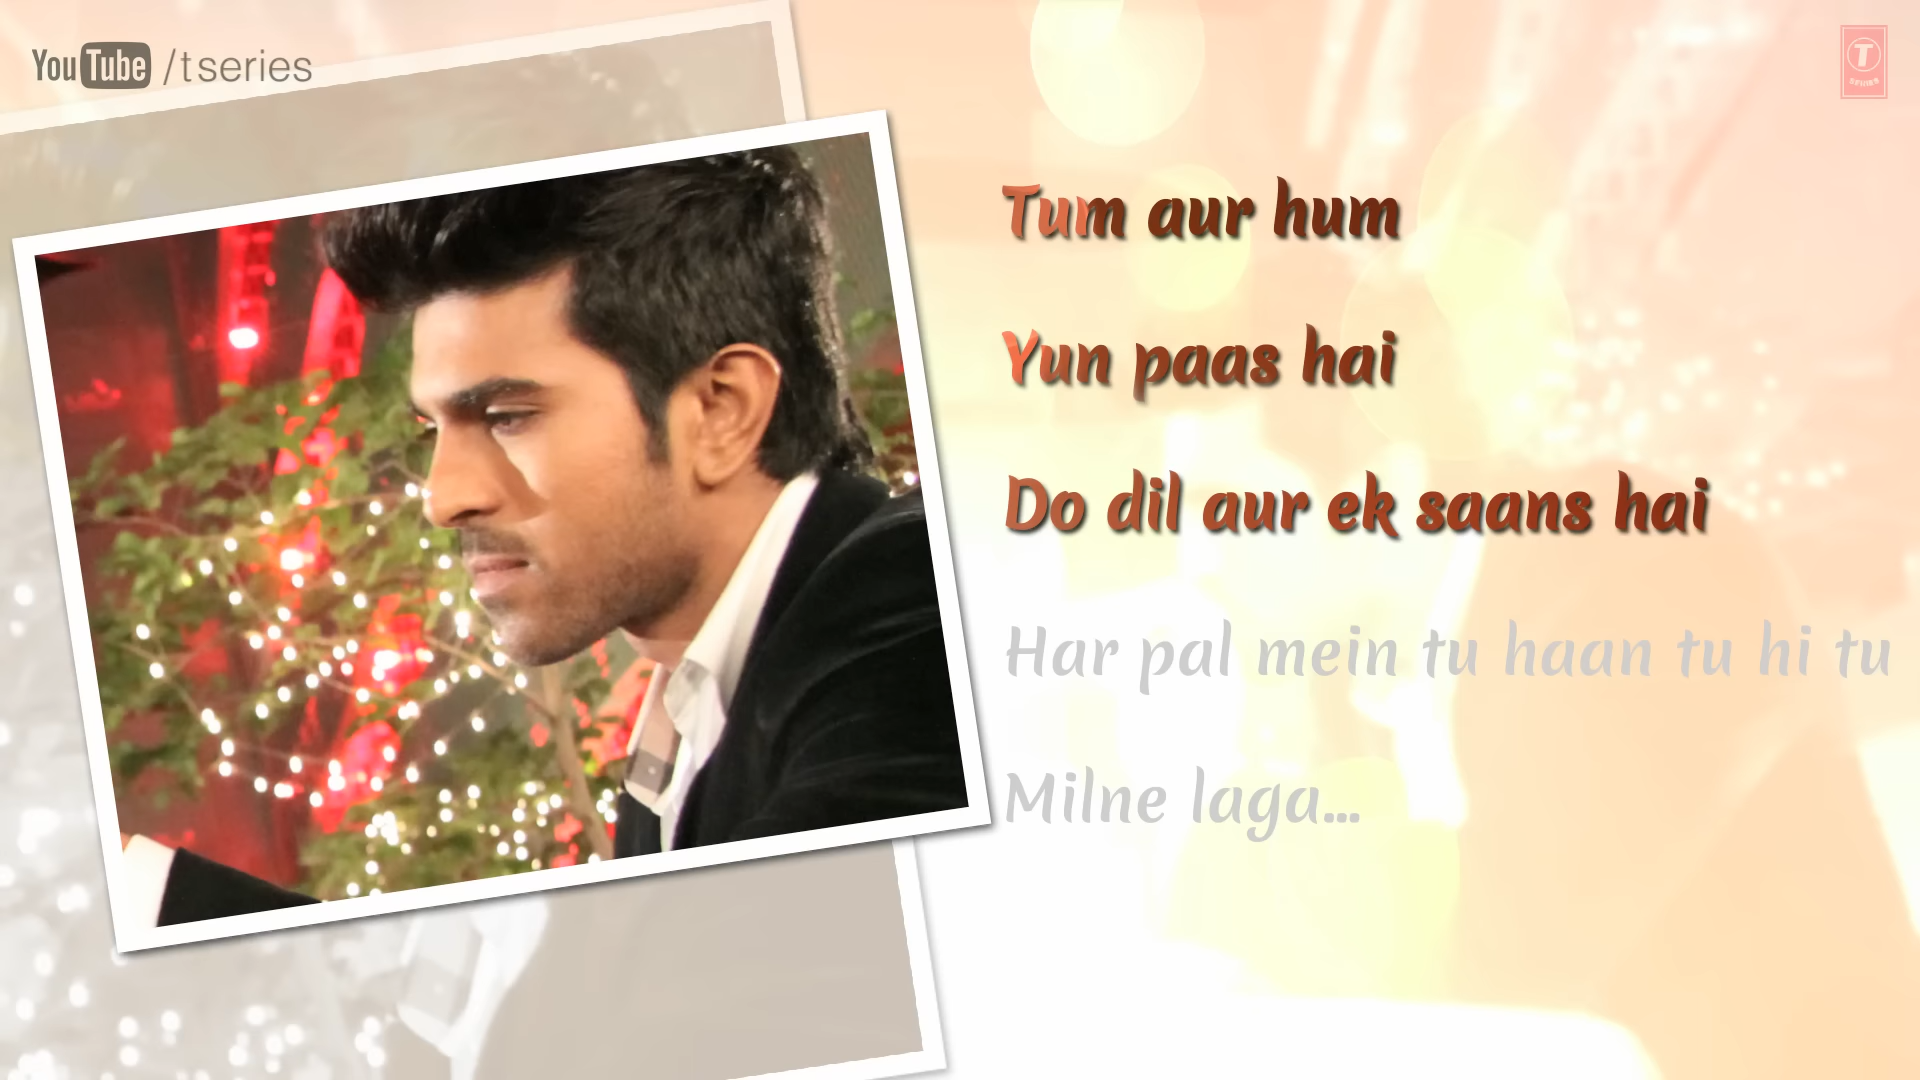 YouTube /tseries
T
SERIES
Tum aur hum
Yun paas hai
Do dil aur ek saans hai
Har pal mein tu haan tu hi tu
Milne laga...